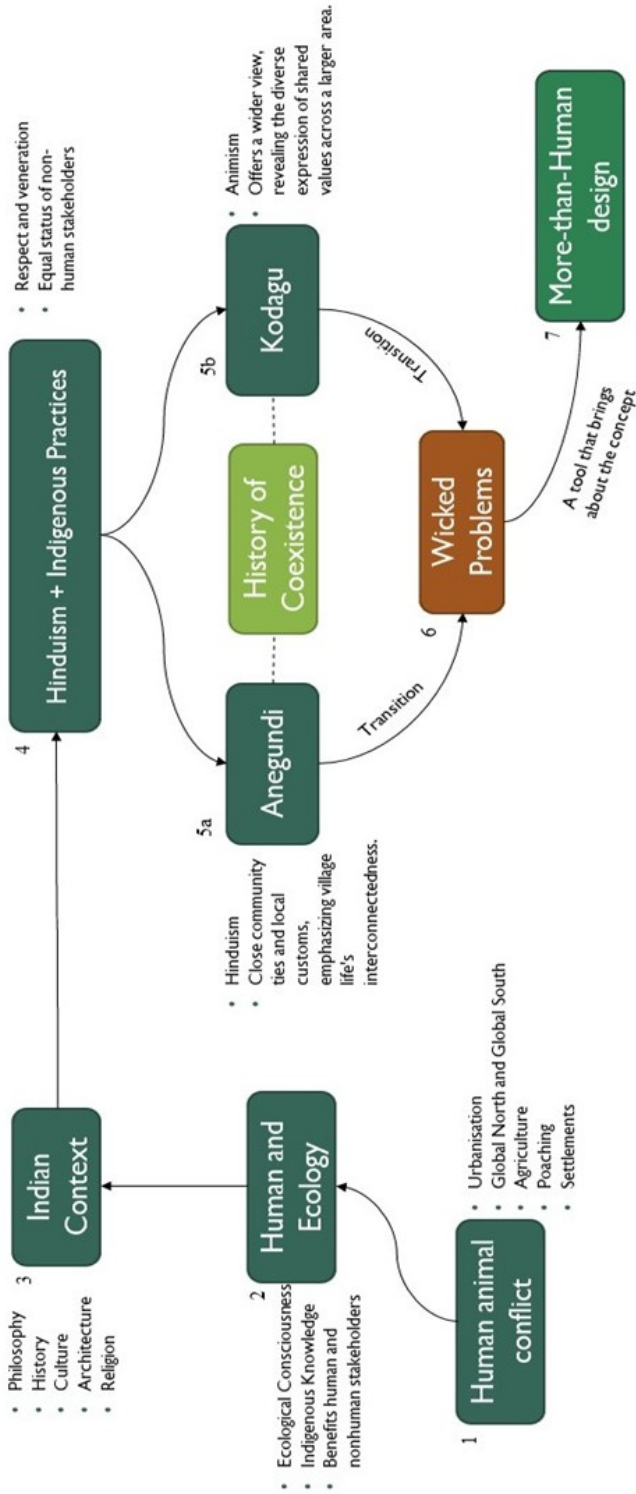 1
Human animal
conflict
• Urbanisation
• Global North and Global South
• Agriculture
• Poaching
• Settlements
2
Human and
Ecology
• Ecological Consciousness
• Indigenous Knowledge
• Benefits human and
nonhuman stakeholders
3
Indian
Context
• Philosophy
• History
• Culture
• Architecture
• Religion
4
Hinduism + Indigenous Practices
• Respect and veneration
• Equal status of non-
human stakeholders
5a
Anegundi
• Hinduism
• Close community
ties and local
customs,
emphasizing village
life's
interconnectedness.
History of
Coexistence
5b
Kodagu
• Animism
• Offers a wider view,
revealing the diverse
expression of shared
values across a larger area.
Transition
Transition
6
Wicked
Problems
A tool that brings
about the concept
7
More-than-Human
design